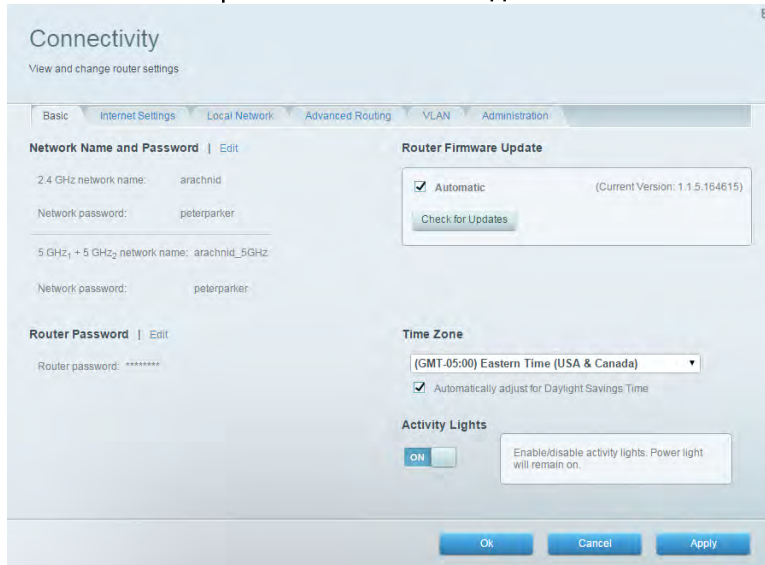 Connectivity
View and change router settings
Basic Internet Settings Local Network Advanced Routing VLAN Administration
Network Name and Password | Edit
2.4 GHz network name: arachnid
Network password: peterparker
5 GHz1 + 5 GHz2 network name: arachnid_5GHz
Network password: peterparker
Router Password | Edit
Router password: ********
Router Firmware Update
Automatic (Current Version: 1.1.5.164615)
Check for Updates
Time Zone
(GMT-05:00) Eastern Time (USA & Canada)
Automatically adjust for Daylight Savings Time
Activity Lights
ON
Enable/disable activity lights. Power light
will remain on.
Ok Cancel Apply